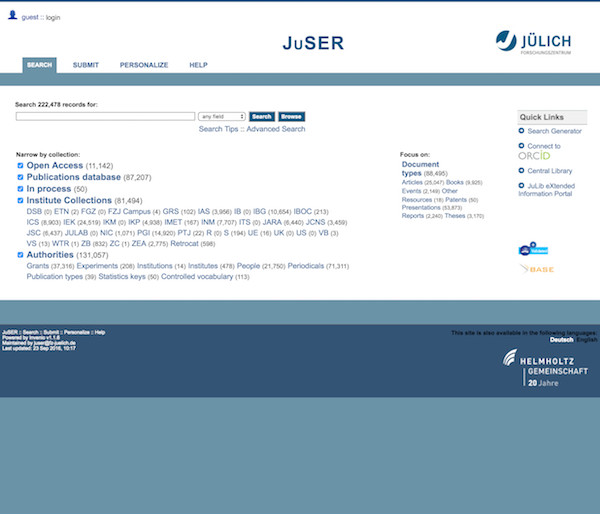 guest :: login
JuSER
JÜLICH
FORSCHUNGSZENTRUM
SEARCH SUBMIT PERSONALIZE HELP
Search 222,478 records for:
any field Search Browse
Search Tips :: Advanced Search
Narrow by collection:
Open Access (11,142)
Publications database (87,207)
In process (50)
Institute Collections (81,494)
DSB (0) ETN (2) FGZ (0) FZJ Campus (4) GRS (102) IAS (3,956) IB (0) IBG (10,654) IBOC (213)
ICS (8,903) IEK (24,519) IKM (0) IKP (4,938) IMET (167) INM (7,707) ITS (0) JARA (6,440) JCNS (3,459)
JSC (6,437) JULAB (0) NIC (1,071) PGI (14,920) PTJ (22) R (0) S (194) UE (16) UK (0) US (0) VB (3)
VS (13) WTR (1) ZB (832) ZC (1) ZEA (2,775) Retrocat (598)
Authorities (131,057)
Grants (37,316) Experiments (208) Institutions (14) Institutes (478) People (21,750) Periodicals (71,311)
Publication types (39) Statistics keys (50) Controlled vocabulary (113)
Focus on:
Document
types (88,495)
Articles (25,047) Books (9,925)
Events (2,149) Other
Resources (18) Patents (50)
Presentations (53,673)
Reports (2,240) Theses (3,170)
Quick Links
Search Generator
Connect to
ORCID
Central Library
JuLib eXtended
Information Portal
BASE
JuSER :: Search :: Submit :: Personalize :: Help
Powered by Invenio v1.1.6
Maintained by juser@fz-juelich.de
Last updated: 23 Sep 2016, 10:17
This site is also available in the following languages:
Deutsch English
HELMHOLTZ
GEMEINSCHAFT
20 Jahre